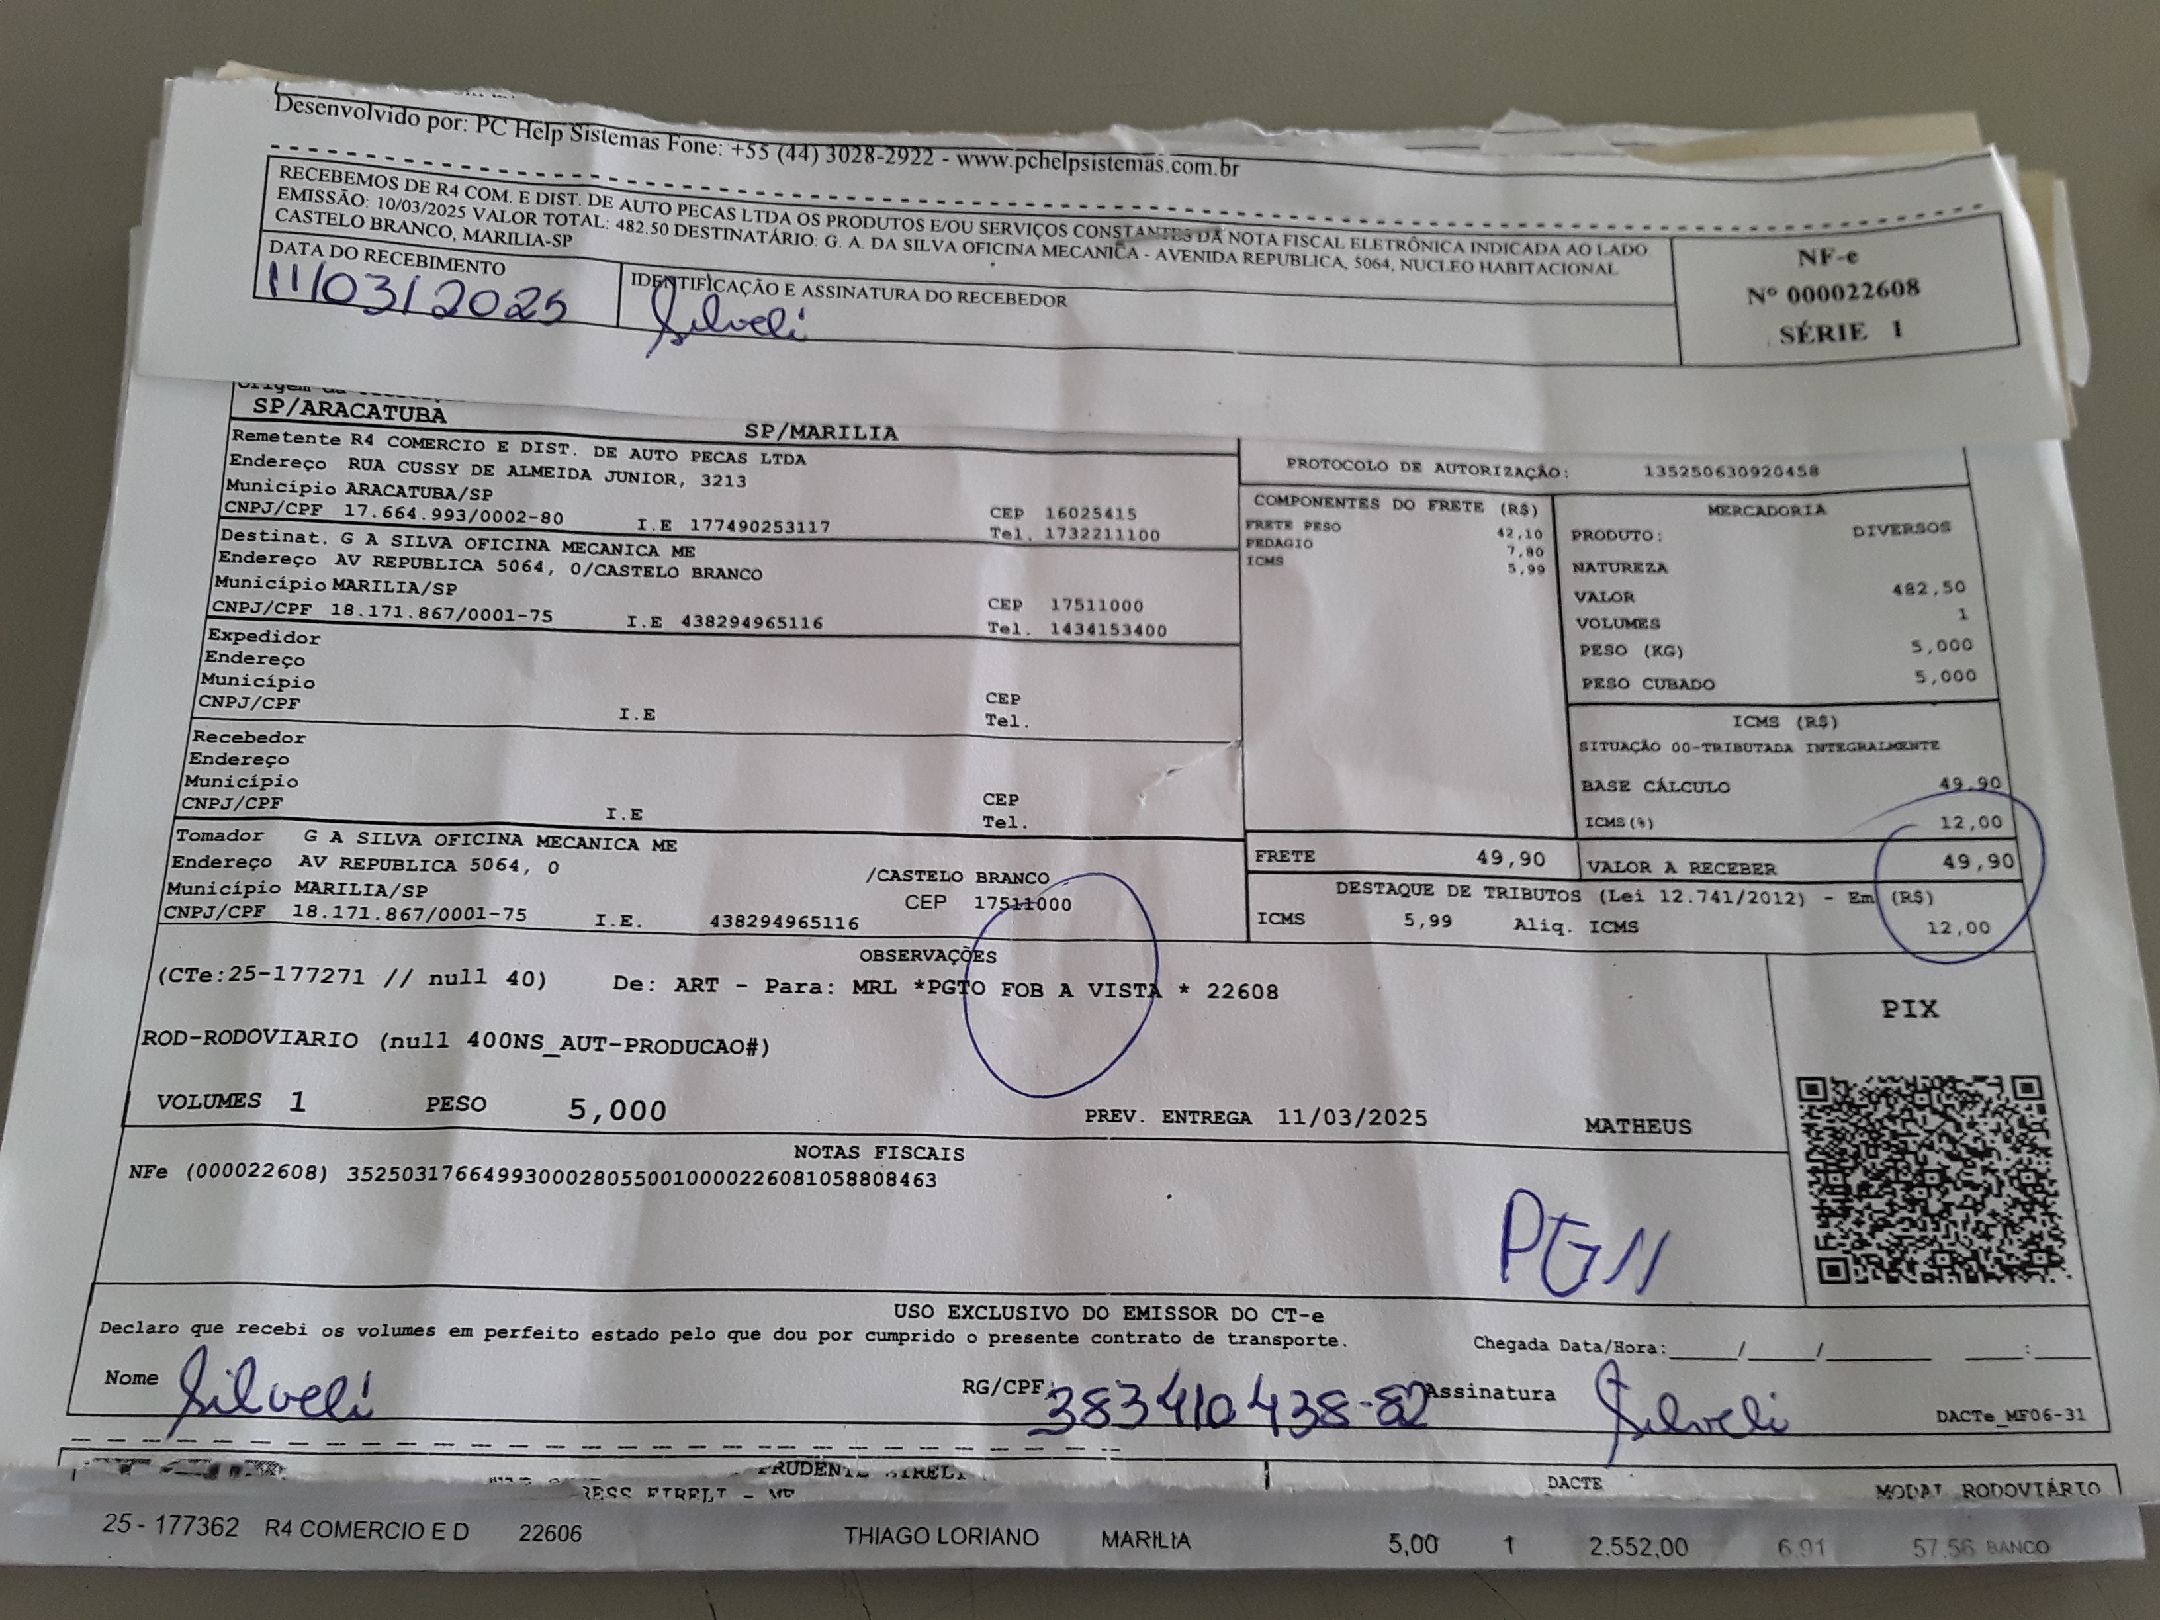 Desenvolvido por: PC Help Sistemas Fone: +55 (44) 3028-2922 - www.pchelpsistemas.com.br
RECEBEMOS DE R4 COM. E DIST. DE AUTO PECAS LTDA OS PRODUTOS E/OU SERVIÇOS CONSTANTES DA NOTA FISCAL ELETRÔNICA INDICADA AO LADO
EMISSÃO: 10/03/2025 VALOR TOTAL: 482.50 DESTINATÁRIO: G. A. DA SILVA OFICINA MECANICA - AVENIDA REPUBLICA, 5064, NUCLEO HABITACIONAL
CASTELO BRANCO, MARILIA-SP
NF-e
Nº 000022608
SÉRIE 1
DATA DO RECEBIMENTO
11/03/2025
IDENTIFICAÇÃO E ASSINATURA DO RECEBEDOR
Silveli
SP/ARACATUBA
SP/MARILIA
Remetente R4 COMERCIO E DIST. DE AUTO PECAS LTDA
Endereço RUA CUSSY DE ALMEIDA JUNIOR, 3213
Município ARACATUBA/SP
CEP 16025415
CNPJ/CPF 17.664.993/0002-80 I.E 177490253117 Tel. 1732211100
Destinat. G A SILVA OFICINA MECANICA ME
Endereço AV REPUBLICA 5064, 0/CASTELO BRANCO
Município MARILIA/SP
CEP 17511000
CNPJ/CPF 18.171.867/0001-75 I.E 438294965116 Tel. 1434153400
Expedidor
Endereço
Município
CEP
CNPJ/CPF I.E Tel.
Recebedor
Endereço
Município
CEP
CNPJ/CPF I.E Tel.
Tomador G A SILVA OFICINA MECANICA ME
Endereço AV REPUBLICA 5064, 0 /CASTELO BRANCO
Município MARILIA/SP CEP 17511000
CNPJ/CPF 18.171.867/0001-75 I.E. 438294965116
PROTOCOLO DE AUTORIZAÇÃO: 135250630920458
COMPONENTES DO FRETE (R$)
FRETE PESO 42,10
PEDAGIO 7,80
ICMS 5,99
MERCADORIA
PRODUTO: DIVERSOS
NATUREZA
VALOR 482,50
VOLUMES 1
PESO (KG) 5,000
PESO CUBADO 5,000
ICMS (R$)
SITUAÇÃO 00-TRIBUTADA INTEGRALMENTE
BASE CÁLCULO 49,90
ICMS(%) 12,00
FRETE 49,90 VALOR A RECEBER 49,90
DESTAQUE DE TRIBUTOS (Lei 12.741/2012) - Em (R$)
ICMS 5,99 Aliq. ICMS 12,00
OBSERVAÇÕES
(CTe:25-177271 // null 40) De: ART - Para: MRL *PGTO FOB A VISTA * 22608
ROD-RODOVIARIO (null 400NS_AUT-PRODUCAO#)
VOLUMES 1 PESO 5,000 PREV. ENTREGA 11/03/2025 MATHEUS
PIX
NOTAS FISCAIS
NFe (000022608) 35250317664993000280550010000226081058808463
PG//
USO EXCLUSIVO DO EMISSOR DO CT-e
Declaro que recebi os volumes em perfeito estado pelo que dou por cumprido o presente contrato de transporte.
Chegada Data/Hora:_____/_____/_______ ____:____
Nome Silveli RG/CPF 383410438-82 Assinatura Silveli
DACTe_MF06-31
DACTE
MODAL RODOVIÁRIO
25 - 177362 R4 COMERCIO E D 22606 THIAGO LORIANO MARILIA 5,00 1 2.552,00 6,91 57,56 BANCO